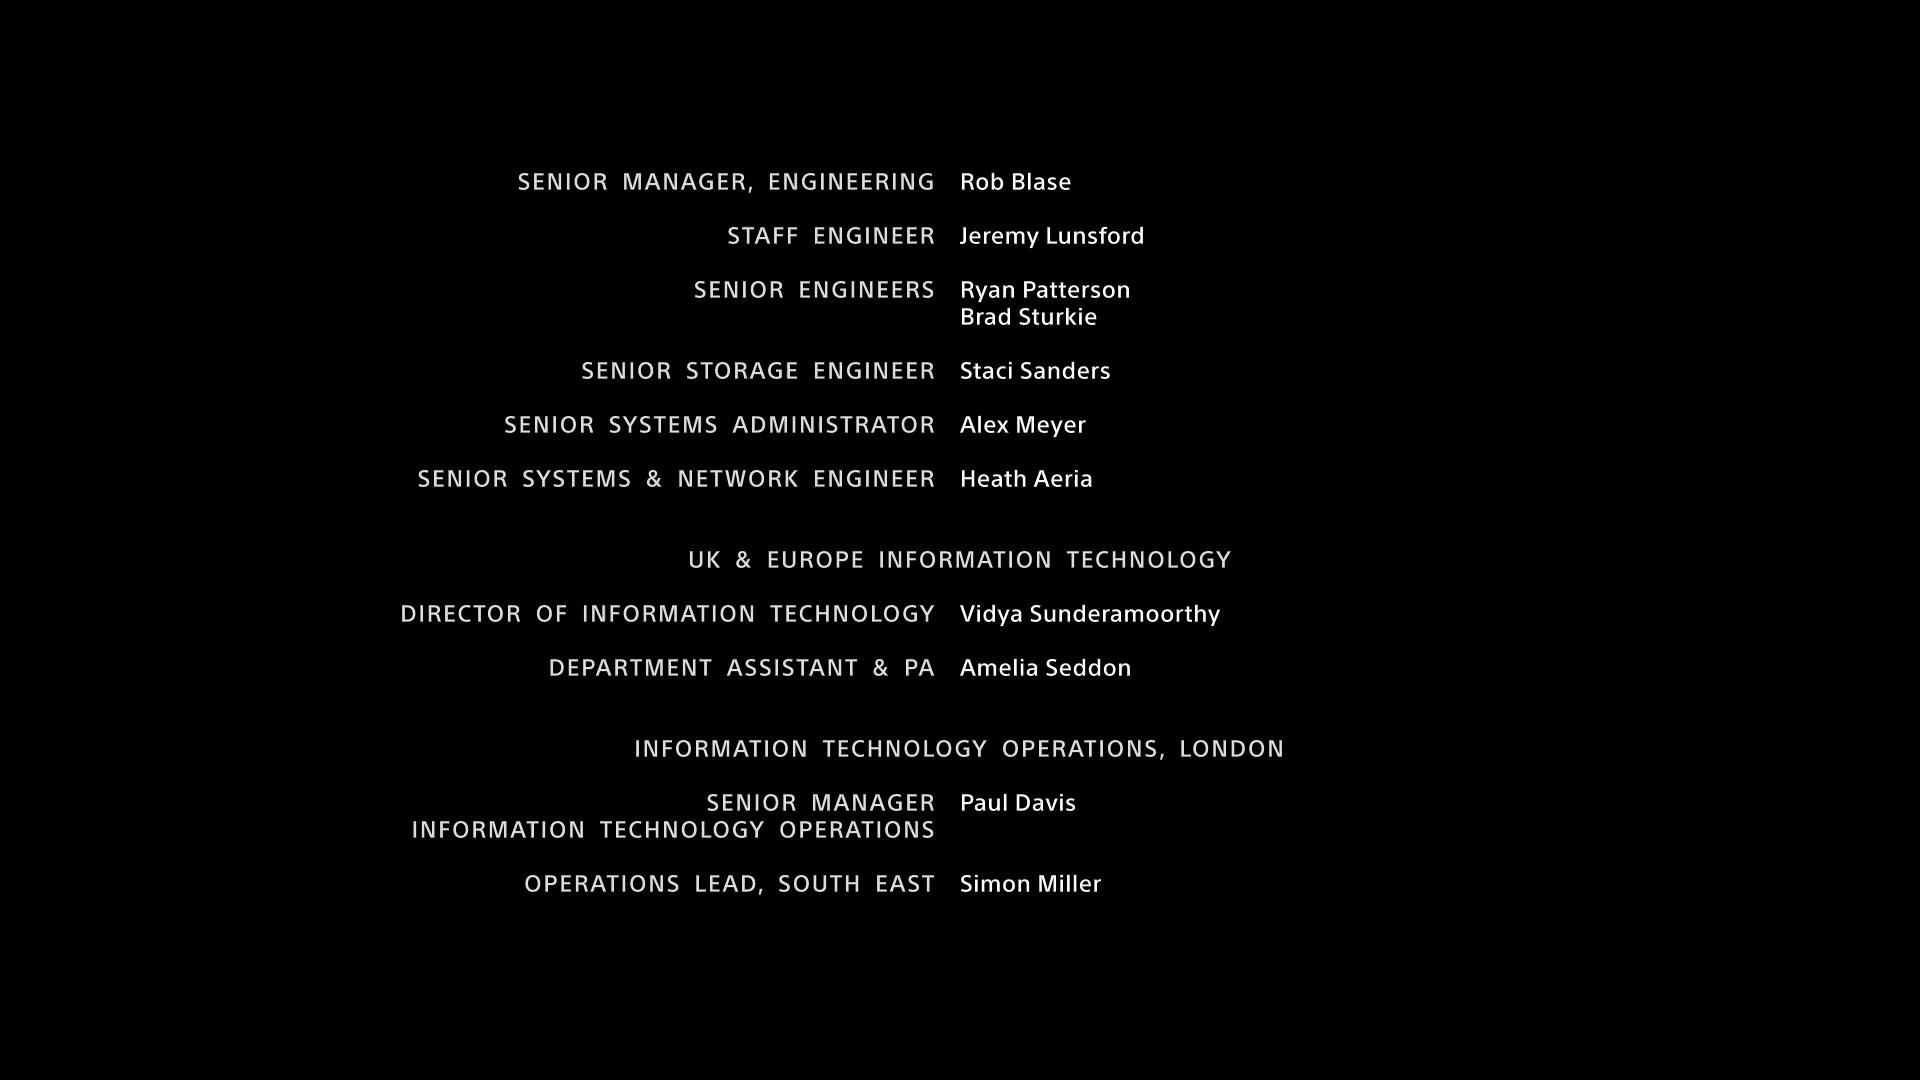 SENIOR MANAGER, ENGINEERING Rob Blase
STAFF ENGINEER Jeremy Lunsford
SENIOR ENGINEERS Ryan Patterson
Brad Sturkie
SENIOR STORAGE ENGINEER Staci Sanders
SENIOR SYSTEMS ADMINISTRATOR Alex Meyer
SENIOR SYSTEMS & NETWORK ENGINEER Heath Aeria
UK & EUROPE INFORMATION TECHNOLOGY
DIRECTOR OF INFORMATION TECHNOLOGY Vidya Sunderamoorthy
DEPARTMENT ASSISTANT & PA Amelia Seddon
INFORMATION TECHNOLOGY OPERATIONS, LONDON
SENIOR MANAGER Paul Davis
INFORMATION TECHNOLOGY OPERATIONS
OPERATIONS LEAD, SOUTH EAST Simon Miller